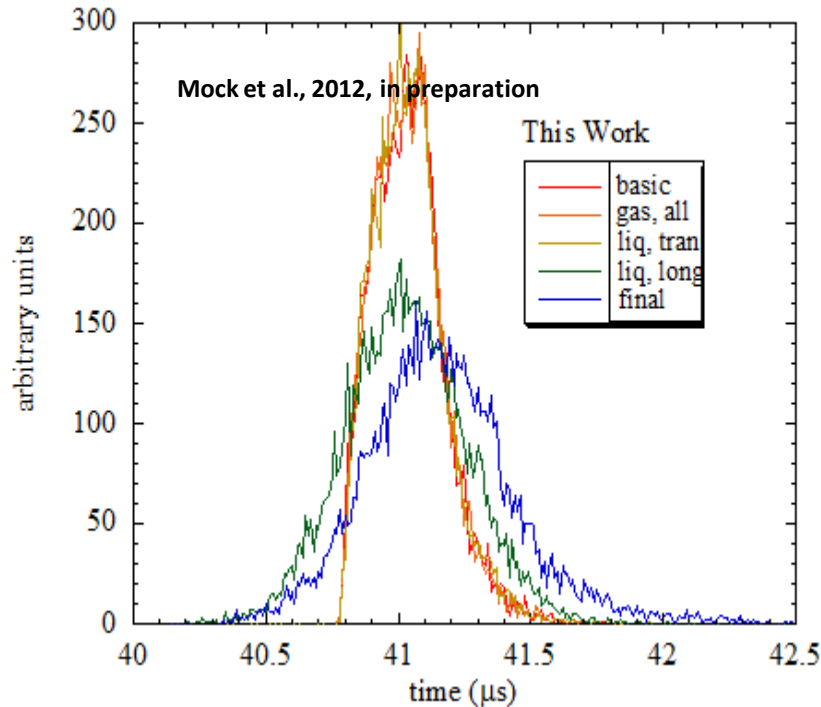 Mock et al., 2012, in preparation
This Work
basic
gas, all
liq, tran
liq, long
final
arbitrary units
300
250
200
150
100
50
0
40 40.5 41 41.5 42 42.5
time (μs)